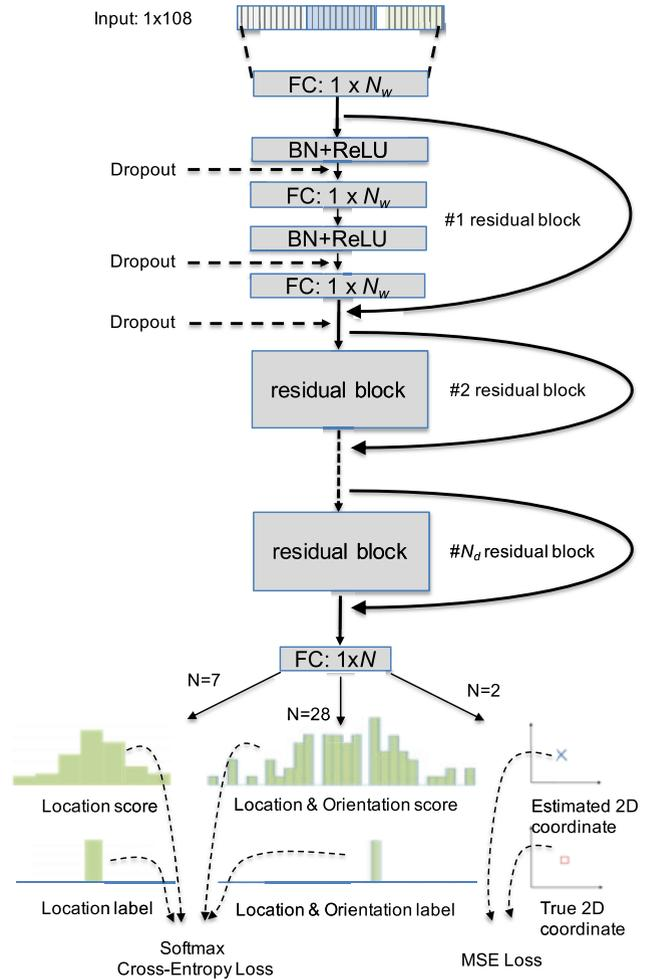 Input: 1x108
FC: 1 x Nw
BN+ReLU
Dropout
FC: 1 x Nw
#1 residual block
BN+ReLU
Dropout
FC: 1 x Nw
Dropout
residual block
#2 residual block
residual block
#Nd residual block
FC: 1xN
N=7
N=28
N=2
Location score
Location & Orientation score
Estimated 2D
coordinate
Location label
Location & Orientation label
True 2D
coordinate
Softmax
Cross-Entropy Loss
MSE Loss